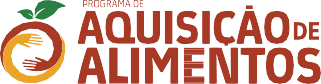 PROGRAMA DE
AQUISIÇÃO DE
ALIMENTOS